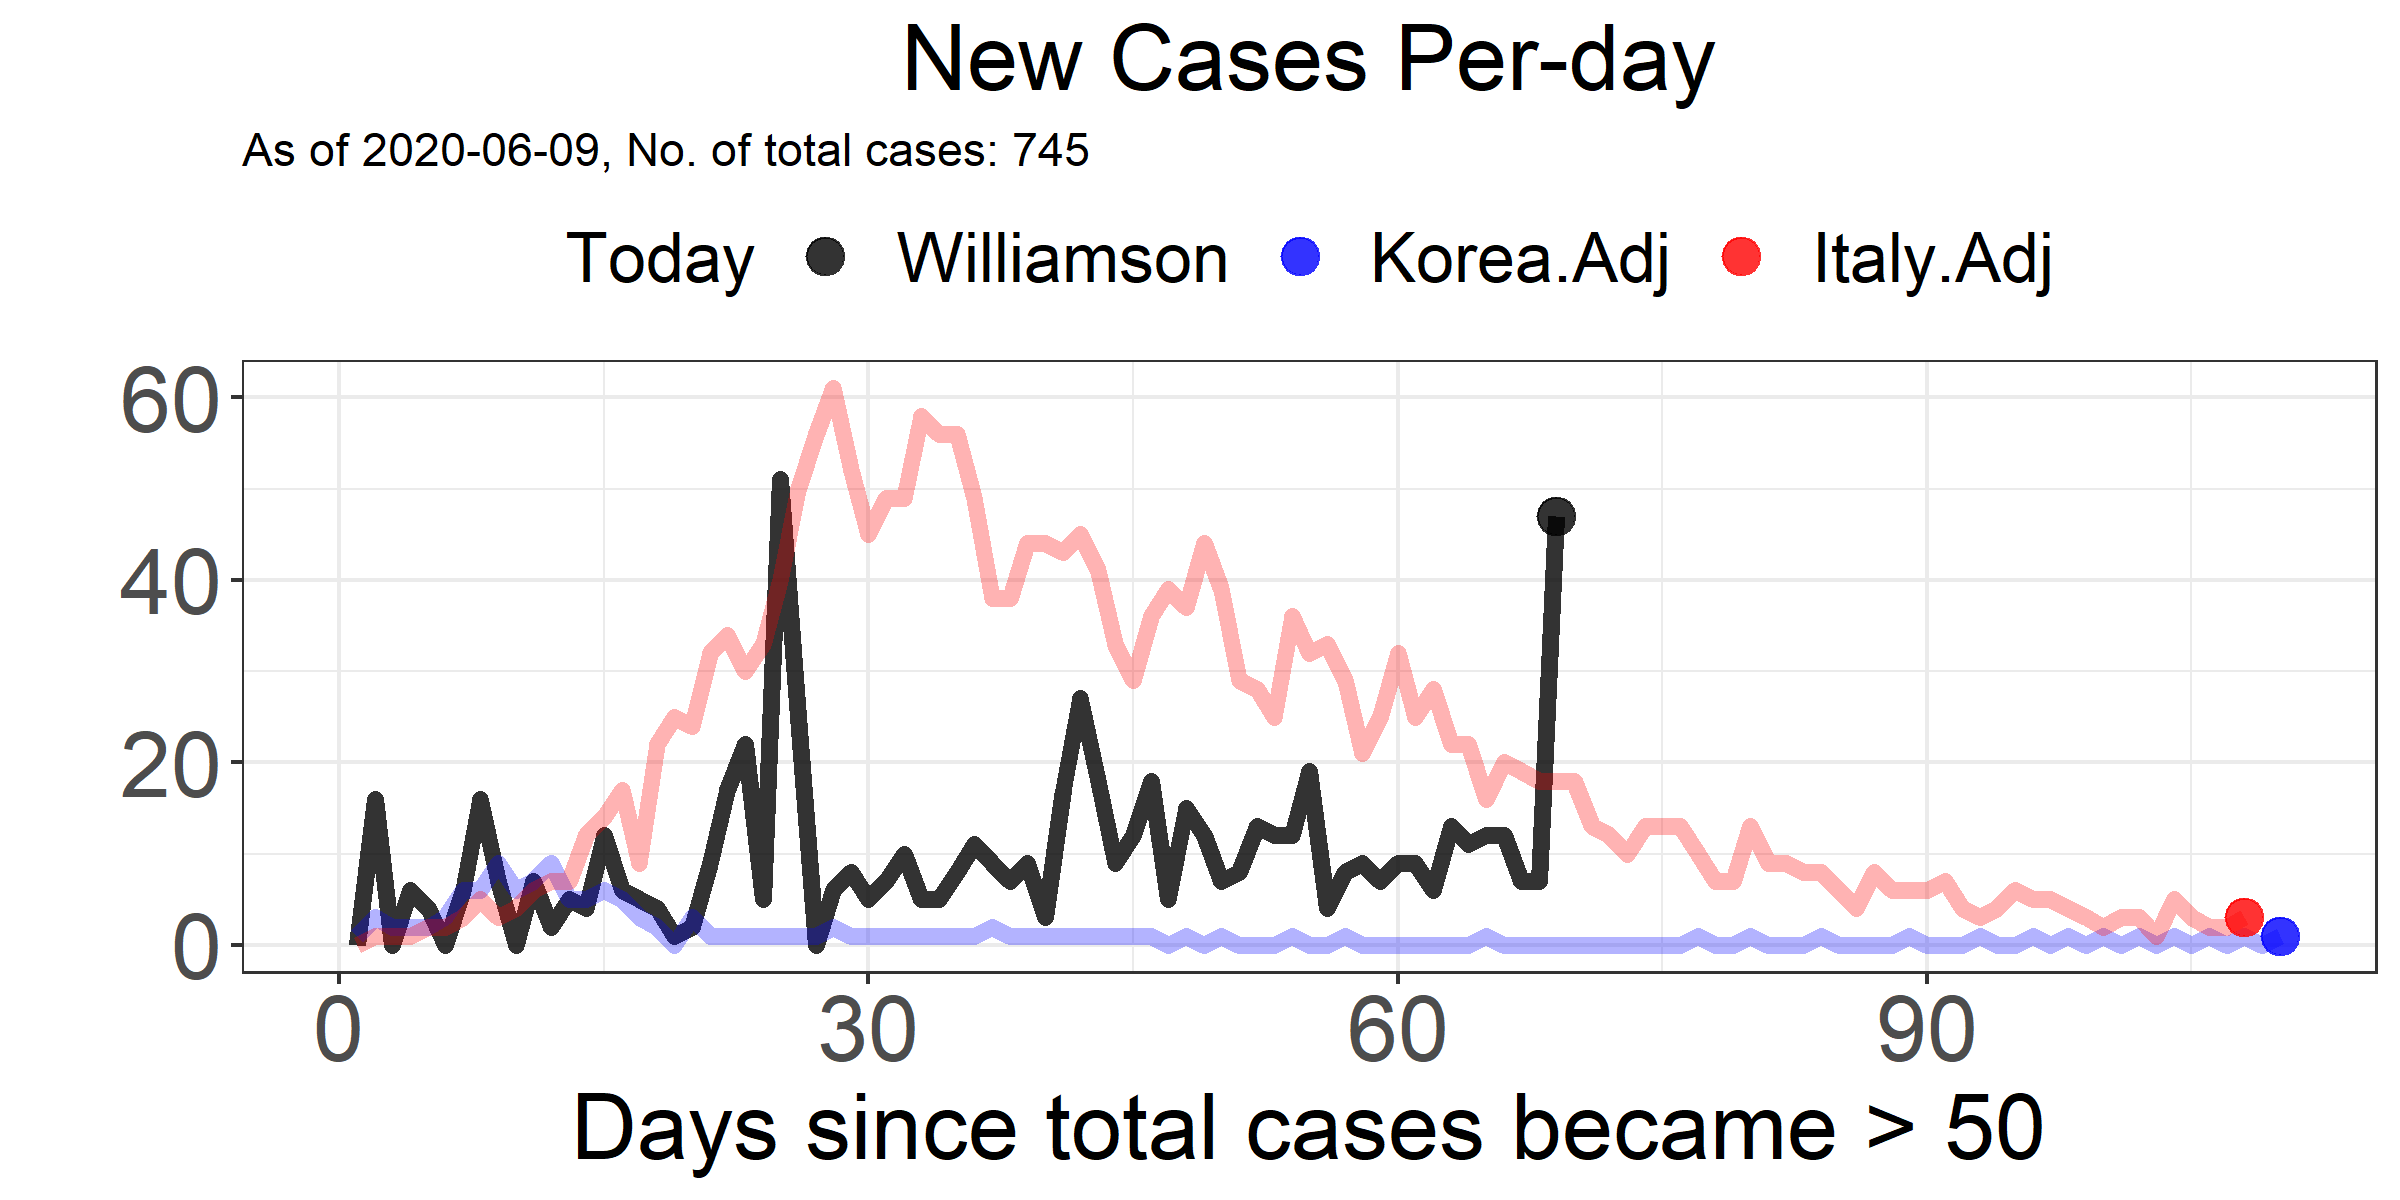 New Cases Per-day
As of 2020-06-09, No. of total cases: 745
Today Williamson Korea.Adj Italy.Adj
60
40
20
0
0 30 60 90
Days since total cases became > 50